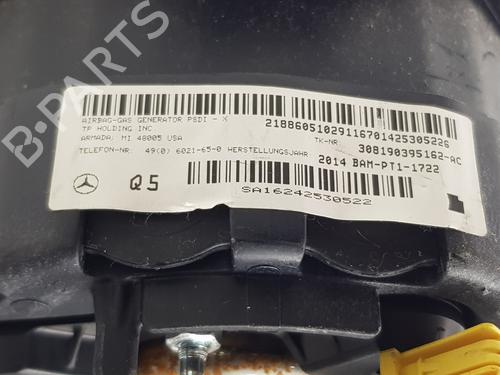 AIRBAG-GAS GENERATOR PSDI - X
TP HOLDING INC
ARMADA, MI 48005 USA
TELEFON-NR. 49(0) 6021-65-0 HERSTELLUNGSJAHR 2014 BAM-PT1-1722
21886051029116701425305226
TK-NR 308190395162-AC
Q5
SA16242530522
B-PARTS